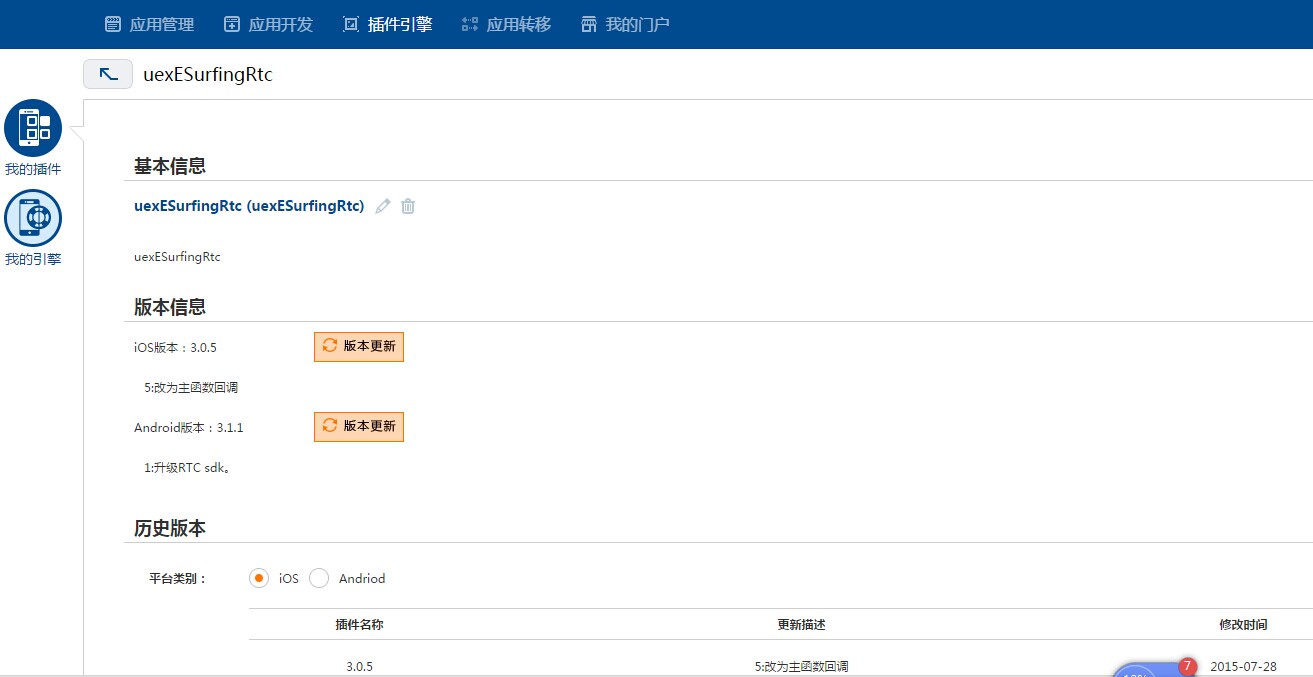 应用管理 应用开发 插件引擎 应用转移 我的门户
uexESurfingRtc
我的插件
我的引擎
基本信息
uexESurfingRtc (uexESurfingRtc)
uexESurfingRtc
版本信息
iOS版本：3.0.5 版本更新
5:改为主函数回调
Android版本：3.1.1 版本更新
1:升级RTC sdk。
历史版本
平台类别： iOS Andriod
插件名称 更新描述 修改时间
3.0.5 5:改为主函数回调 2015-07-28
7